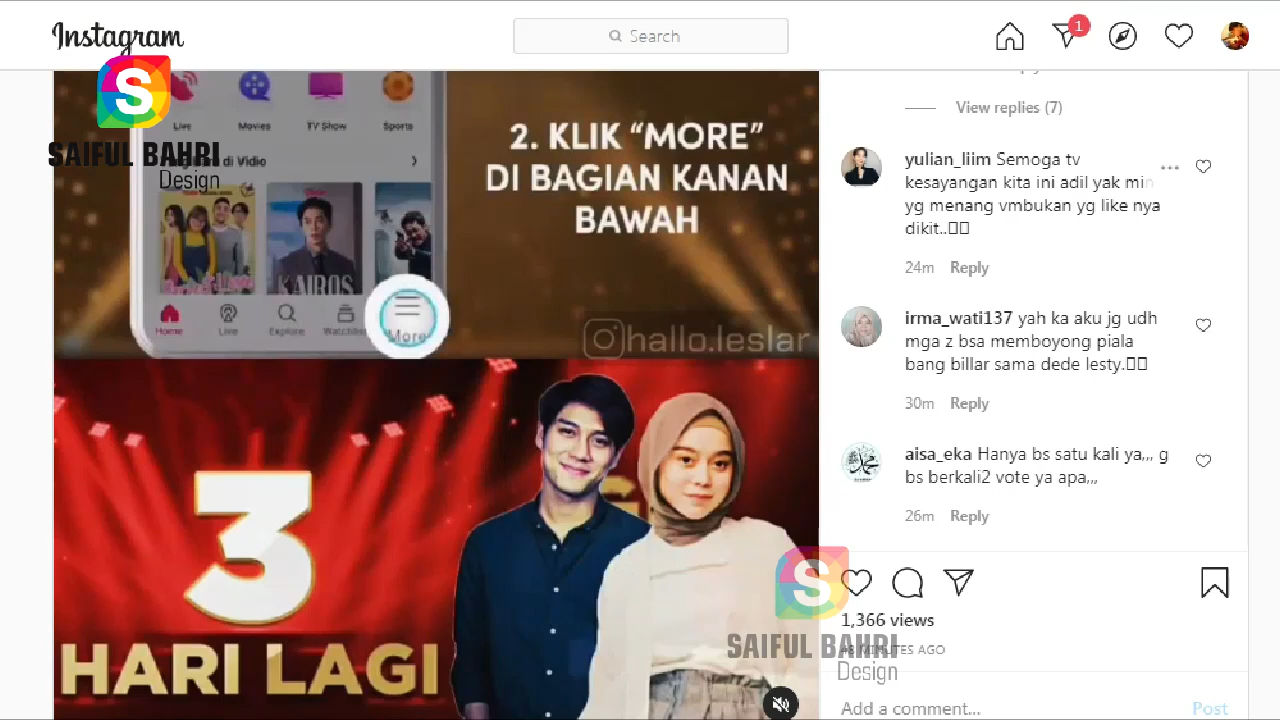 Instagram
Search
1
SAIFUL BAHRI
Design
Live
Movies
TV Show
Sports
di Vidio
KAIROS
Home
Live
Explore
More
2. KLIK “MORE”
DI BAGIAN KANAN
BAWAH
hallo.leslar
3
HARI LAGI
View replies (7)
yulian_liim Semoga tv
kesayangan kita ini adil yak min
yg menang vmbukan yg like nya
dikit..
24m Reply
irma_wati137 yah ka aku jg udh
mga z bsa memboyong piala
bang billar sama dede lesty.
30m Reply
aisa_eka Hanya bs satu kali ya,,, g
bs berkali2 vote ya apa,,,
26m Reply
1,366 views
48 MINUTES AGO
SAIFUL BAHRI
Design
Add a comment...
Post